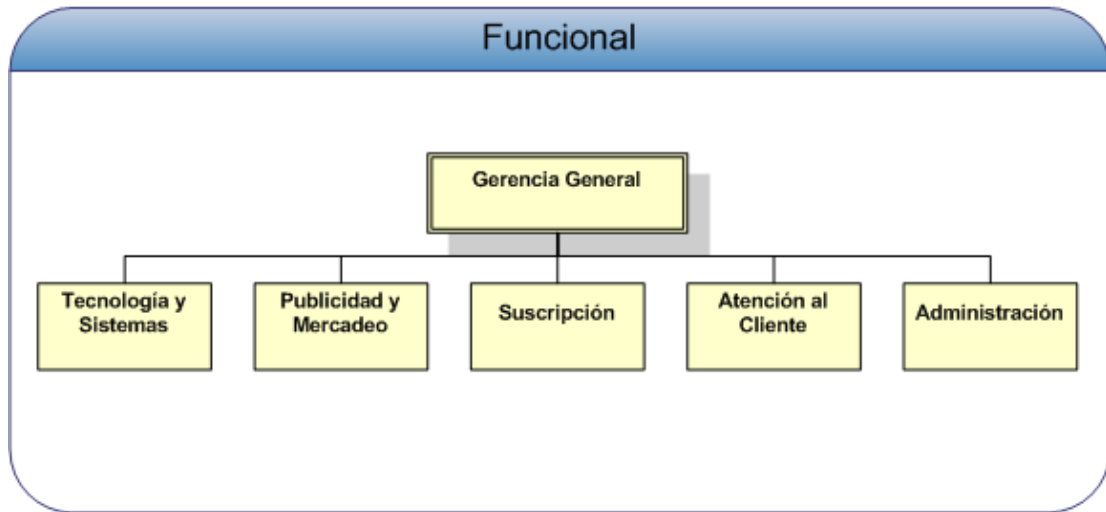 Funcional
Gerencia General
Tecnología y
Sistemas
Publicidad y
Mercadeo
Suscripción
Atención al
Cliente
Administración